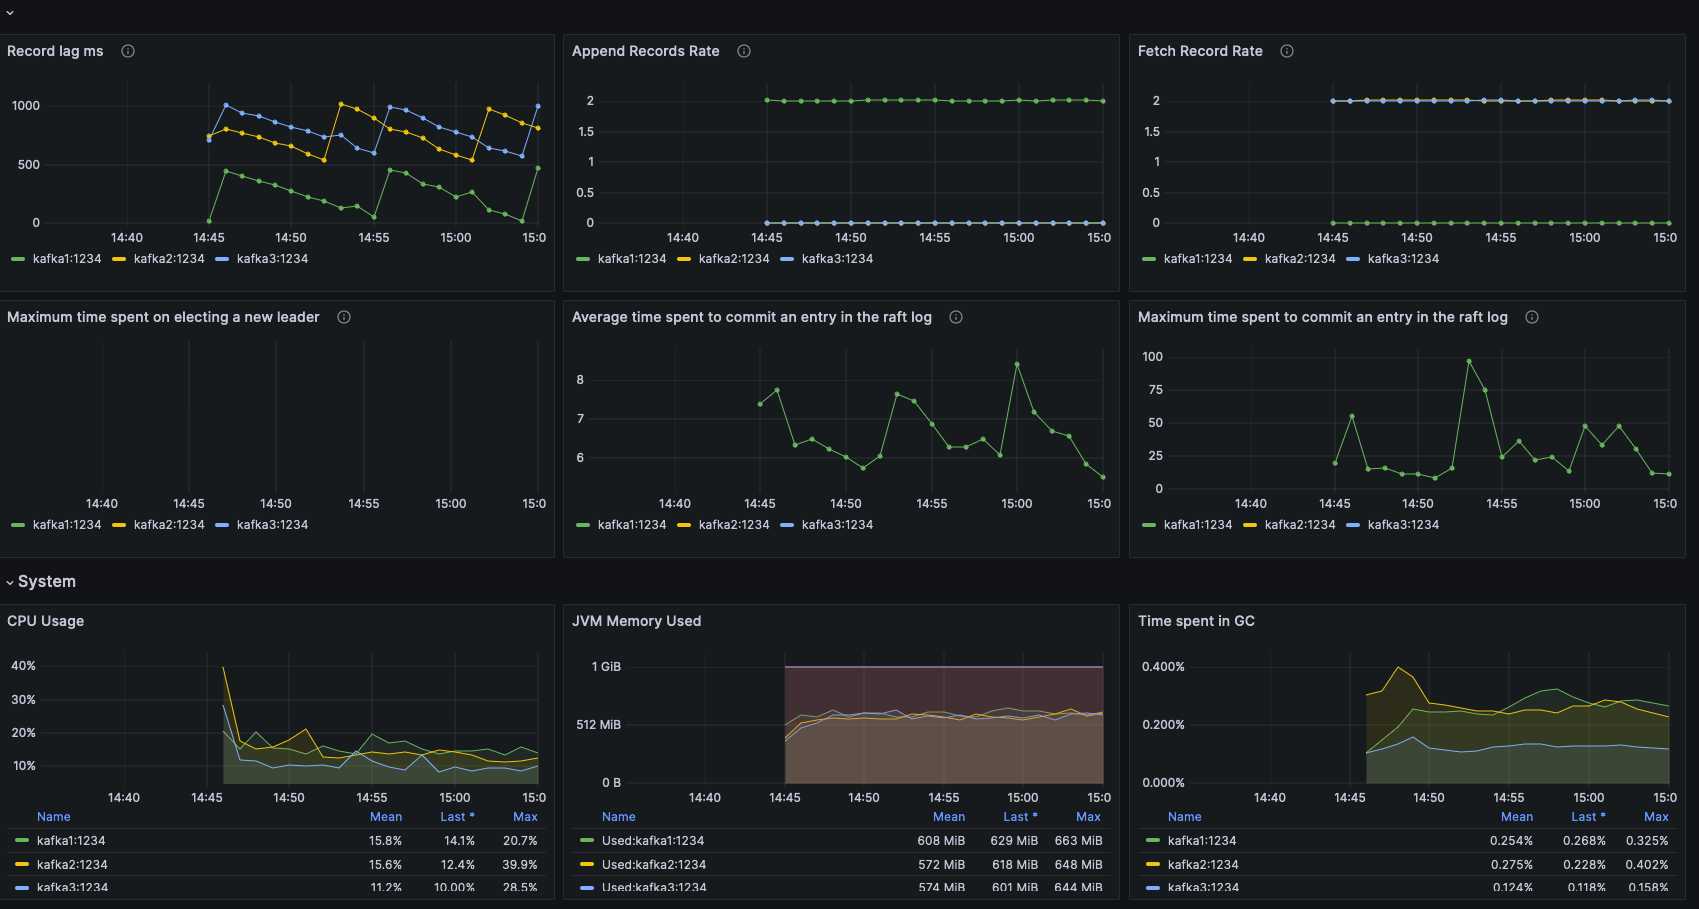 Record lag ms
1000
500
0
14:40 14:45 14:50 14:55 15:00 15:0
kafka1:1234 kafka2:1234 kafka3:1234
Append Records Rate
2
1.5
1
0.5
0
14:40 14:45 14:50 14:55 15:00 15:0
kafka1:1234 kafka2:1234 kafka3:1234
Fetch Record Rate
2
1.5
1
0.5
0
14:40 14:45 14:50 14:55 15:00 15:0
kafka1:1234 kafka2:1234 kafka3:1234
Maximum time spent on electing a new leader
14:40 14:45 14:50 14:55 15:00 15:0
kafka1:1234 kafka2:1234 kafka3:1234
Average time spent to commit an entry in the raft log
8
7
6
14:40 14:45 14:50 14:55 15:00 15:0
kafka1:1234 kafka2:1234 kafka3:1234
Maximum time spent to commit an entry in the raft log
100
75
50
25
0
14:40 14:45 14:50 14:55 15:00 15:0
kafka1:1234 kafka2:1234 kafka3:1234
System
CPU Usage
40%
30%
20%
10%
14:40 14:45 14:50 14:55 15:00 15:0
Name Mean Last * Max
kafka1:1234 15.8% 14.1% 20.7%
kafka2:1234 15.6% 12.4% 39.9%
kafka3:1234 11.2% 10.00% 28.5%
JVM Memory Used
1 GiB
512 MiB
0 B
14:40 14:45 14:50 14:55 15:00 15:0
Name Mean Last * Max
Used:kafka1:1234 608 MiB 629 MiB 663 MiB
Used:kafka2:1234 572 MiB 618 MiB 648 MiB
Used:kafka3:1234 574 MiB 601 MiB 644 MiB
Time spent in GC
0.400%
0.200%
0.000%
14:40 14:45 14:50 14:55 15:00 15:0
Name Mean Last * Max
kafka1:1234 0.254% 0.268% 0.325%
kafka2:1234 0.275% 0.228% 0.402%
kafka3:1234 0.124% 0.118% 0.158%